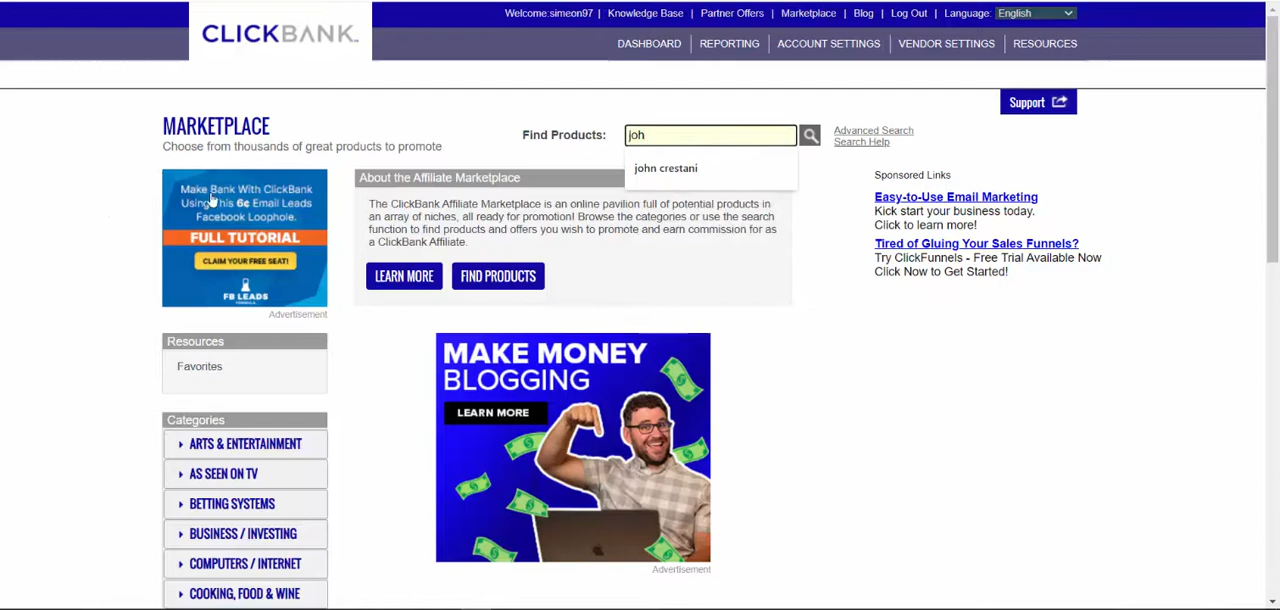 Welcome:simeon97 | Knowledge Base | Partner Offers | Marketplace | Blog | Log Out | Language: English
CLICKBANK
DASHBOARD | REPORTING | ACCOUNT SETTINGS | VENDOR SETTINGS | RESOURCES
Support
MARKETPLACE
Choose from thousands of great products to promote
Find Products: joh
john crestani
Advanced Search
Search Help
Make Bank With ClickBank
Using This 6¢ Email Leads
Facebook Loophole.
FULL TUTORIAL
CLAIM YOUR FREE SEAT!
FB LEADS
FORMULA
Advertisement
About the Affiliate Marketplace
The ClickBank Affiliate Marketplace is an online pavilion full of potential products in
an array of niches, all ready for promotion! Browse the categories or use the search
function to find products and offers you wish to promote and earn commission for as
a ClickBank Affiliate.
LEARN MORE
FIND PRODUCTS
Sponsored Links
Easy-to-Use Email Marketing
Kick start your business today.
Click to learn more!
Tired of Gluing Your Sales Funnels?
Try ClickFunnels - Free Trial Available Now
Click Now to Get Started!
Resources
Favorites
Categories
ARTS & ENTERTAINMENT
AS SEEN ON TV
BETTING SYSTEMS
BUSINESS / INVESTING
COMPUTERS / INTERNET
COOKING, FOOD & WINE
MAKE MONEY
BLOGGING
LEARN MORE
Advertisement